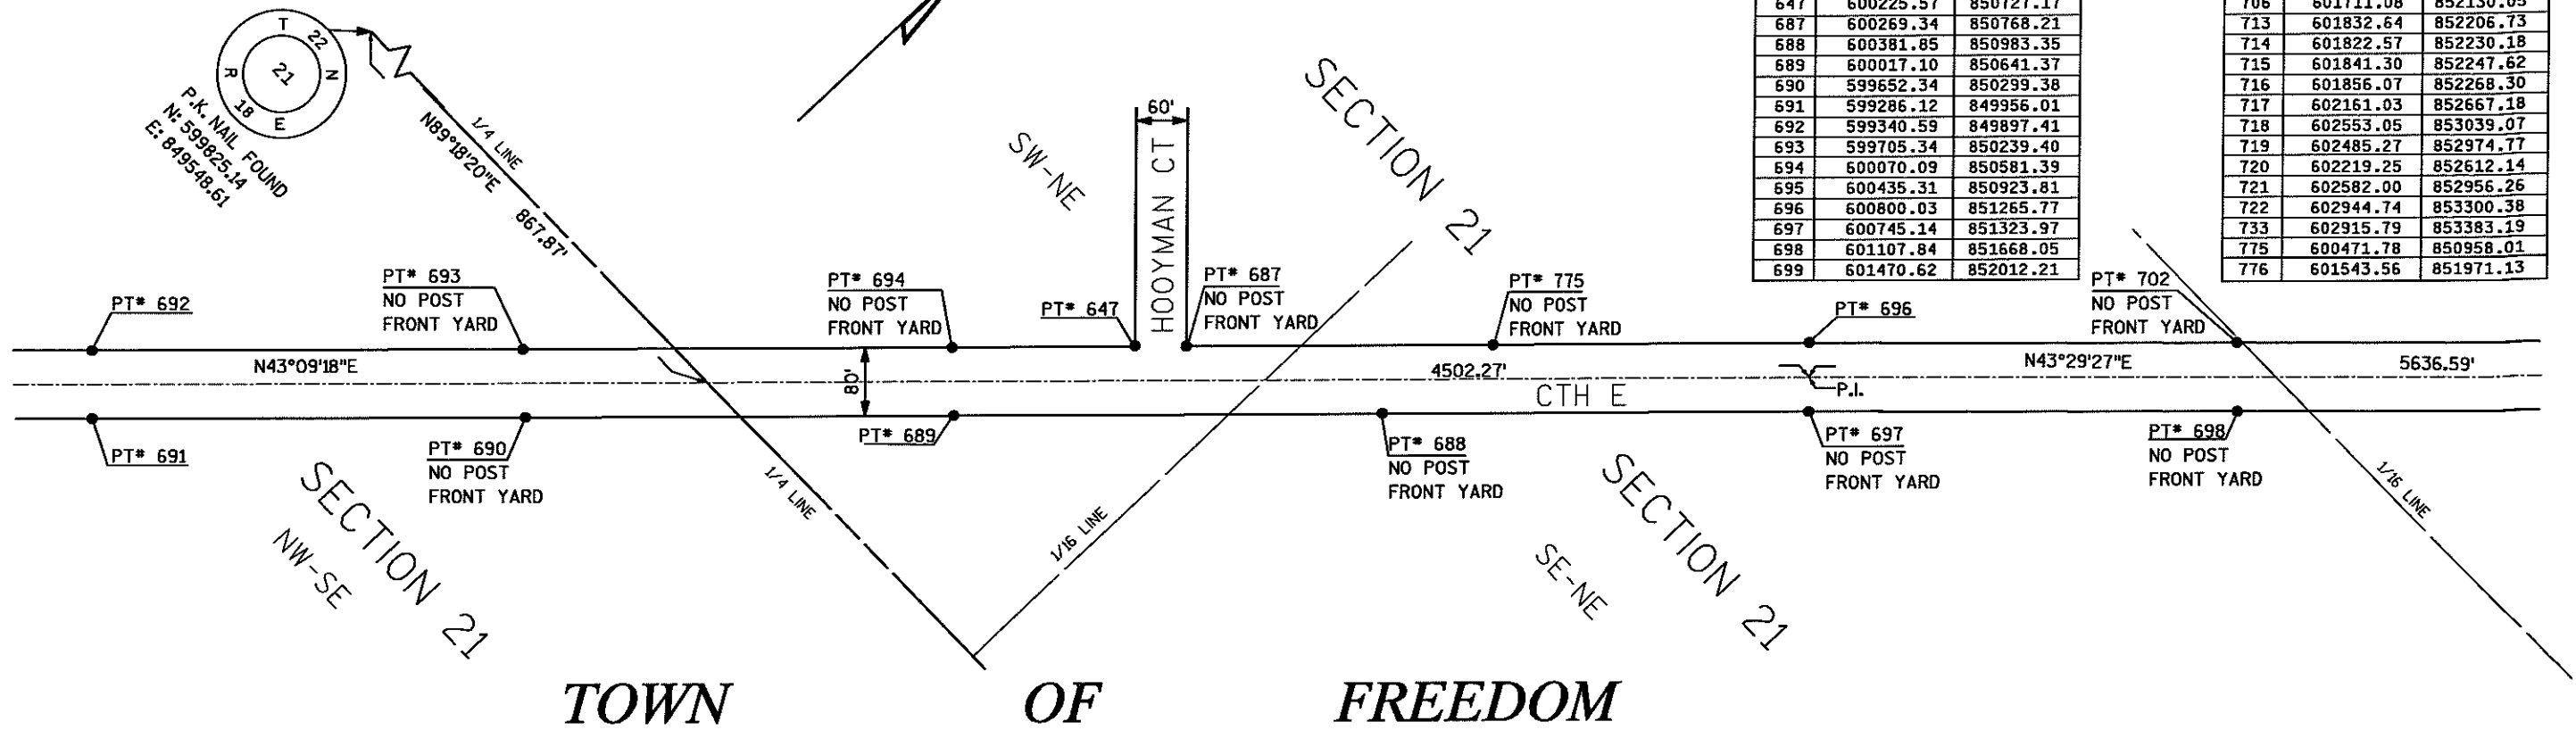 T
22
N
R
21
18
E
P.K. NAIL FOUND
N: 599825.14
E: 849548.61
1/4 LINE
N89°18'20"E 867.87'
SW-NE
60'
HOOYMAN CT
SECTION 21
647 600225.57 850727.17
687 600269.34 850768.21
688 600381.85 850983.35
689 600017.10 850641.37
690 599652.34 850299.38
691 599286.12 849956.01
692 599340.59 849897.41
693 599705.34 850239.40
694 600070.09 850581.39
695 600435.31 850923.81
696 600800.03 851265.77
697 600745.14 851323.97
698 601107.84 851668.05
699 601470.62 852012.21
706 601711.08 852130.05
713 601832.64 852206.73
714 601822.57 852230.18
715 601841.30 852247.62
716 601856.07 852268.30
717 602161.03 852667.18
718 602553.05 853039.07
719 602485.27 852974.77
720 602219.25 852612.14
721 602582.00 852956.26
722 602944.74 853300.38
733 602915.79 853383.19
775 600471.78 850958.01
776 601543.56 851971.13
PT# 692
PT# 693
NO POST
FRONT YARD
PT# 694
NO POST
FRONT YARD
PT# 647
PT# 687
NO POST
FRONT YARD
PT# 775
NO POST
FRONT YARD
PT# 696
PT# 702
NO POST
FRONT YARD
N43°09'18"E
80'
4502.27'
CTH E
P.I.
N43°29'27"E
5636.59'
PT# 691
PT# 690
NO POST
FRONT YARD
PT# 689
PT# 688
NO POST
FRONT YARD
PT# 697
NO POST
FRONT YARD
PT# 698
NO POST
FRONT YARD
SECTION 21
NW-SE
1/4 LINE
1/16 LINE
SECTION 21
SE-NE
1/16 LINE
TOWN OF FREEDOM